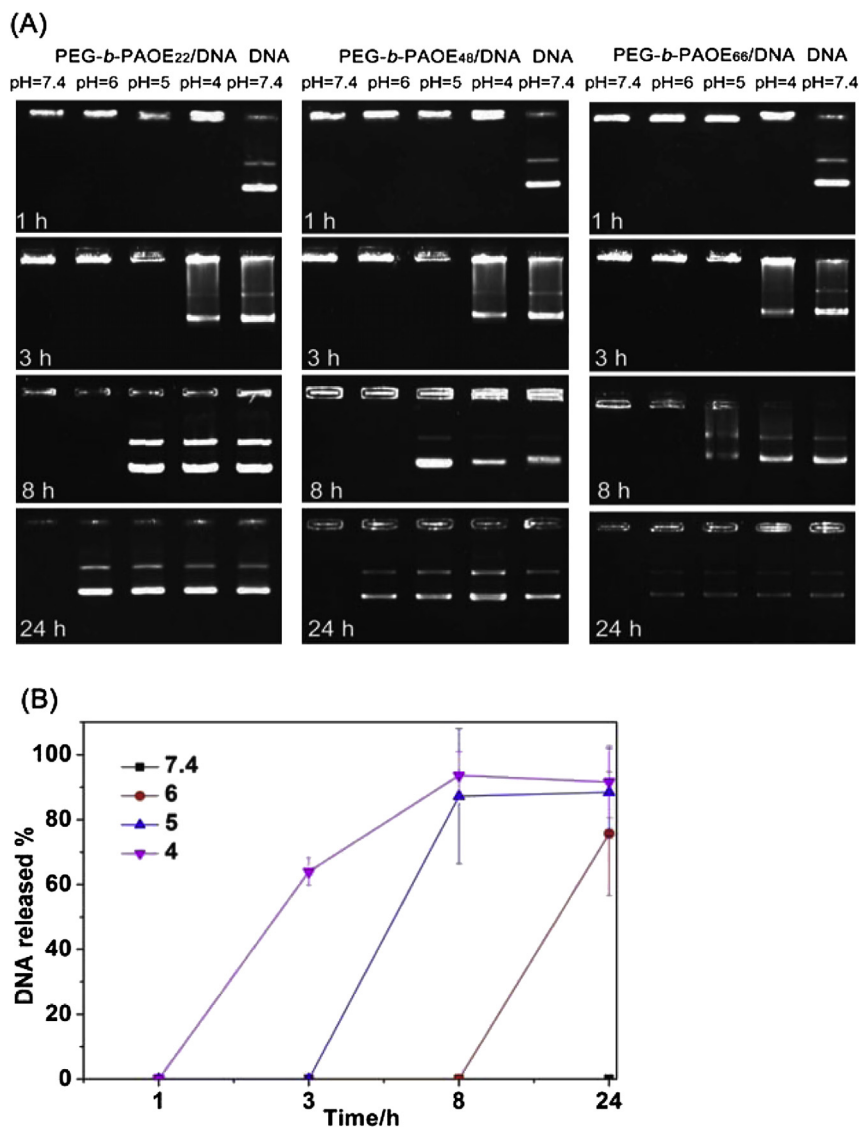 (A)
PEG-b-PAOE22/DNA DNA PEG-b-PAOE48/DNA DNA PEG-b-PAOE66/DNA DNA
pH=7.4 pH=6 pH=5 pH=4 pH=7.4 pH=7.4 pH=6 pH=5 pH=4 pH=7.4 pH=7.4 pH=6 pH=5 pH=4 pH=7.4
1 h 1 h 1 h
3 h 3 h 3 h
8 h 8 h 8 h
24 h 24 h 24 h
(B)
100
80
60
40
20
0
7.4
6
5
4
DNA released %
1 3 8 24
Time/h